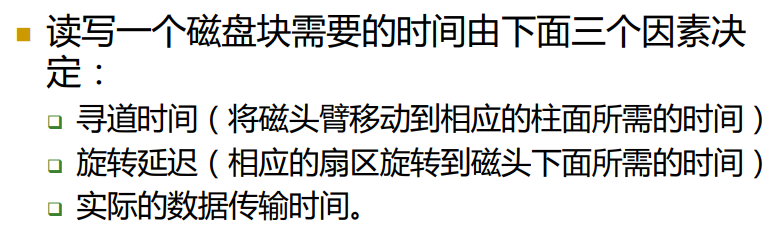 读写一个磁盘块需要的时间由下面三个因素决
定：
寻道时间（将磁头臂移动到相应的柱面所需的时间）
旋转延迟（相应的扇区旋转到磁头下面所需的时间）
实际的数据传输时间。